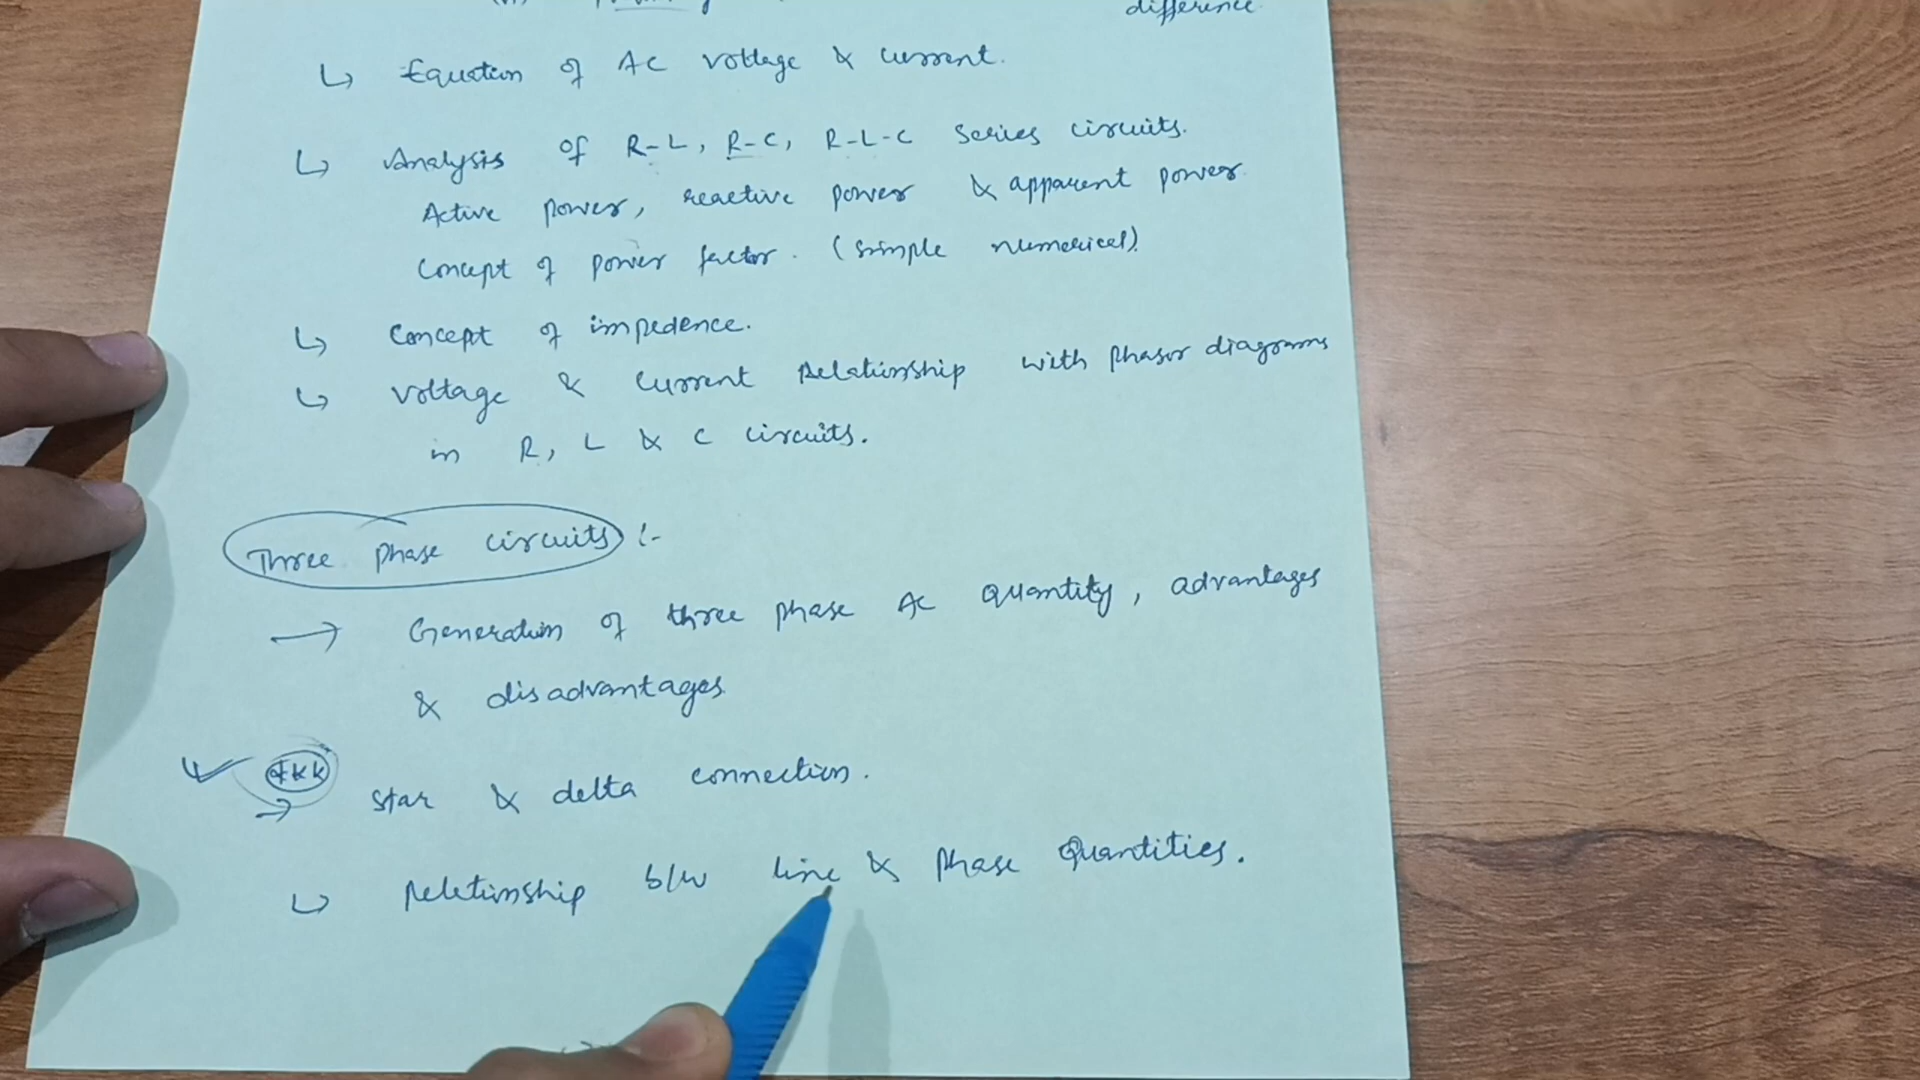 difference
↳ Equation of AC voltage & current.
↳ Analysis of R-L, R-C, R-L-C series circuits.
Active power, reactive power & apparent power
concept of power factor. (simple numerical).
↳ concept of impedence.
↳ voltage & current relationship with phasor diagrams
in R, L & C circuits.
Three phase circuits :-
→ Generation of three phase AC quantity, advantages
& disadvantages.
→ star & delta connection.
↳ Reletionship b/w line & phase quantities.